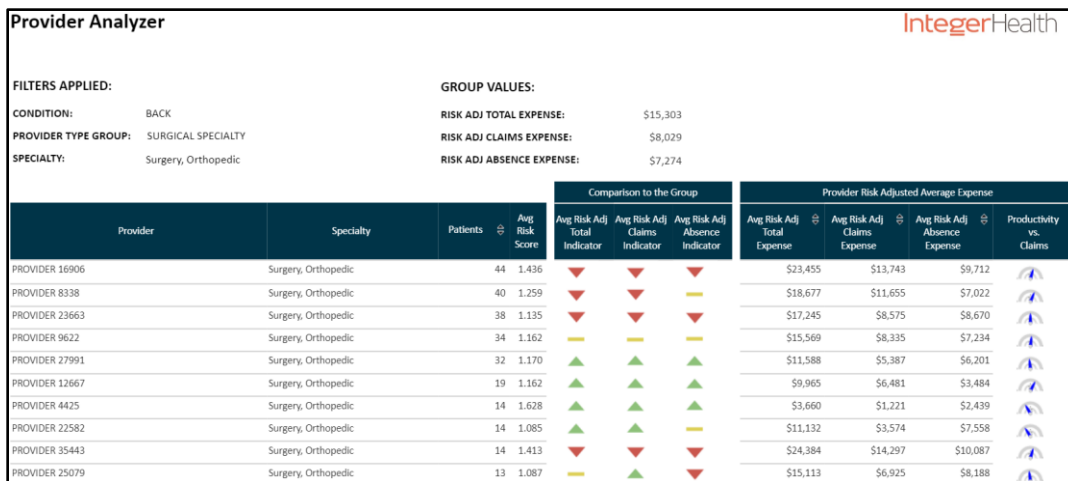 Provider Analyzer
IntegerHealth
FILTERS APPLIED:
GROUP VALUES:
CONDITION: BACK
RISK ADJ TOTAL EXPENSE: $15,303
PROVIDER TYPE GROUP: SURGICAL SPECIALTY
RISK ADJ CLAIMS EXPENSE: $8,029
SPECIALTY: Surgery, Orthopedic
RISK ADJ ABSENCE EXPENSE: $7,274
Comparison to the Group
Provider Risk Adjusted Average Expense
Provider
Specialty
Patients
Avg Risk Score
Avg Risk Adj Total Indicator
Avg Risk Adj Claims Indicator
Avg Risk Adj Absence Indicator
Avg Risk Adj Total Expense
Avg Risk Adj Claims Expense
Avg Risk Adj Absence Expense
Productivity vs. Claims
PROVIDER 16906 Surgery, Orthopedic 44 1.436 $23,455 $13,743 $9,712
PROVIDER 8338 Surgery, Orthopedic 40 1.259 $18,677 $11,655 $7,022
PROVIDER 23663 Surgery, Orthopedic 38 1.135 $17,245 $8,575 $8,670
PROVIDER 9622 Surgery, Orthopedic 34 1.162 $15,569 $8,335 $7,234
PROVIDER 27991 Surgery, Orthopedic 32 1.170 $11,588 $5,387 $6,201
PROVIDER 12667 Surgery, Orthopedic 19 1.162 $9,965 $6,481 $3,484
PROVIDER 4425 Surgery, Orthopedic 14 1.628 $3,660 $1,221 $2,439
PROVIDER 22582 Surgery, Orthopedic 14 1.085 $11,132 $3,574 $7,558
PROVIDER 35443 Surgery, Orthopedic 14 1.413 $24,384 $14,297 $10,087
PROVIDER 25079 Surgery, Orthopedic 13 1.087 $15,113 $6,925 $8,188